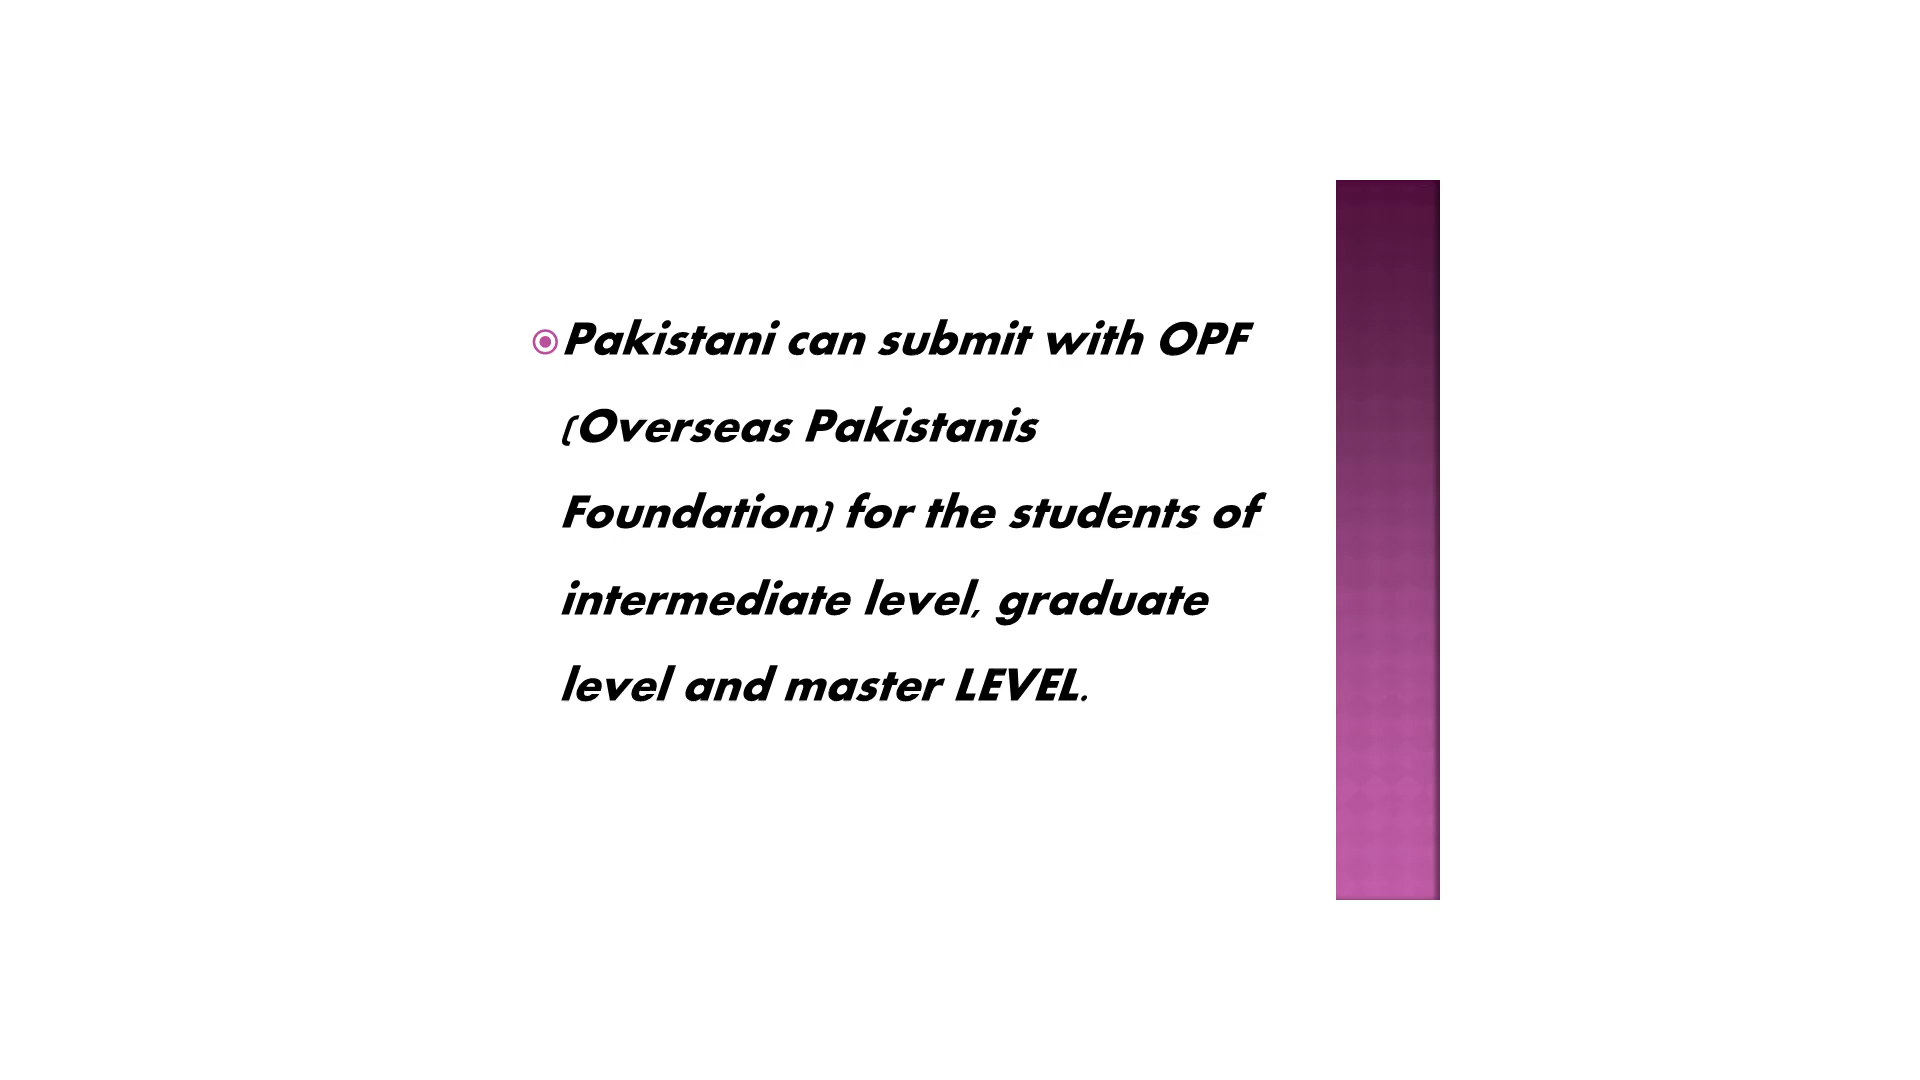 Pakistani can submit with OPF
(Overseas Pakistanis
Foundation) for the students of
intermediate level, graduate
level and master LEVEL.